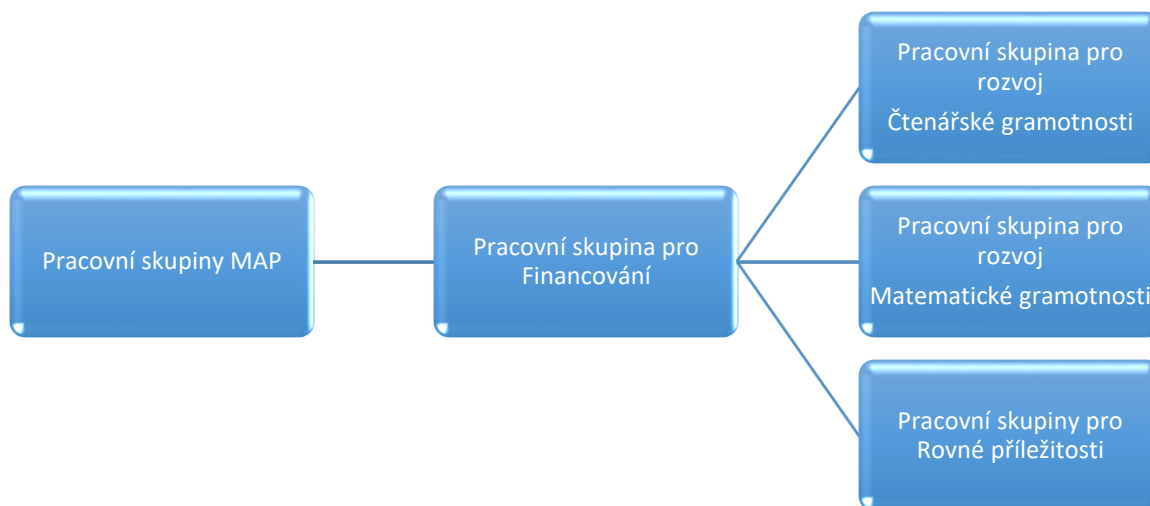 Pracovní skupiny MAP
Pracovní skupina pro
Financování
Pracovní skupina pro
rozvoj
Čtenářské gramotnosti
Pracovní skupina pro
rozvoj
Matematické gramotnosti
Pracovní skupiny pro
Rovné příležitosti